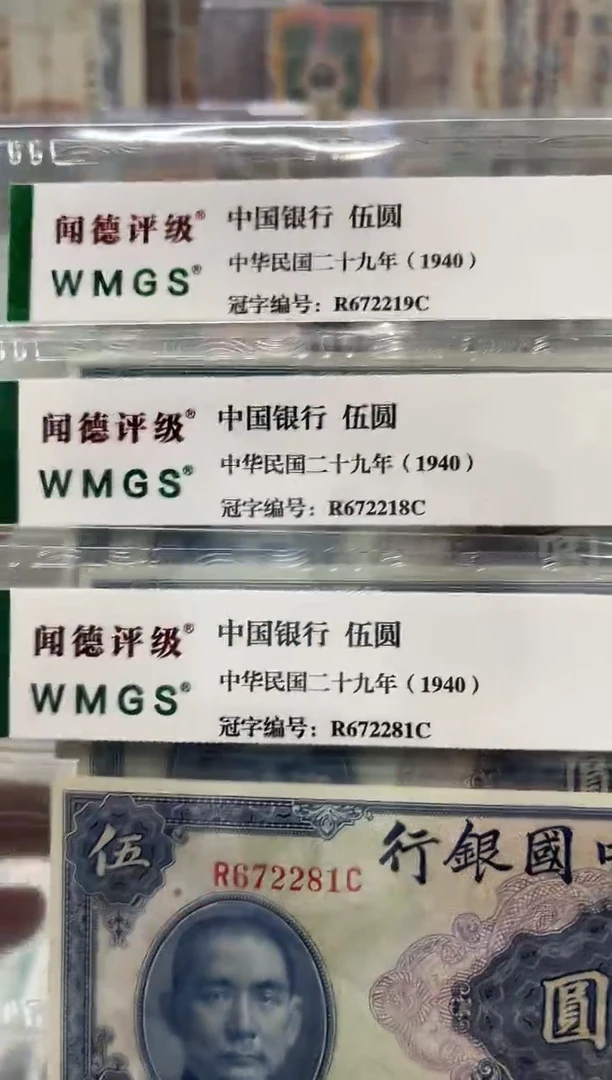 闻德评级®
WMGS®
中国银行 伍圆
中华民国二十九年（1940）
冠字编号：R672219C
闻德评级®
WMGS®
中国银行 伍圆
中华民国二十九年（1940）
冠字编号：R672218C
闻德评级®
WMGS®
中国银行 伍圆
中华民国二十九年（1940）
冠字编号：R672281C
伍
R672281C
行銀國中
圓